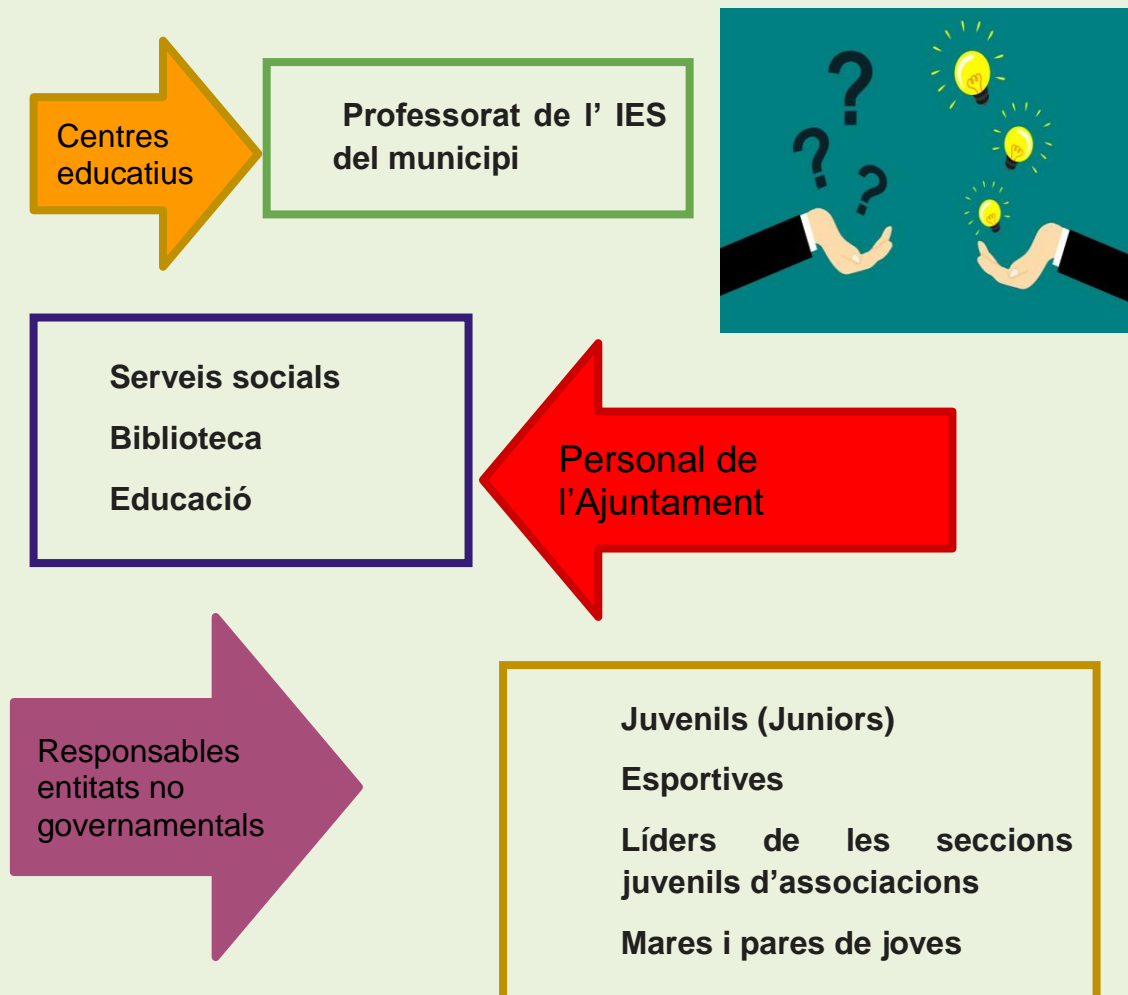 Centres
educatius
Professorat de l’ IES
del municipi
Serveis socials
Biblioteca
Educació
Personal de
l’Ajuntament
Responsables
entitats no
governamentals
Juvenils (Juniors)
Esportives
Líders de les seccions
juvenils d’associacions
Mares i pares de joves